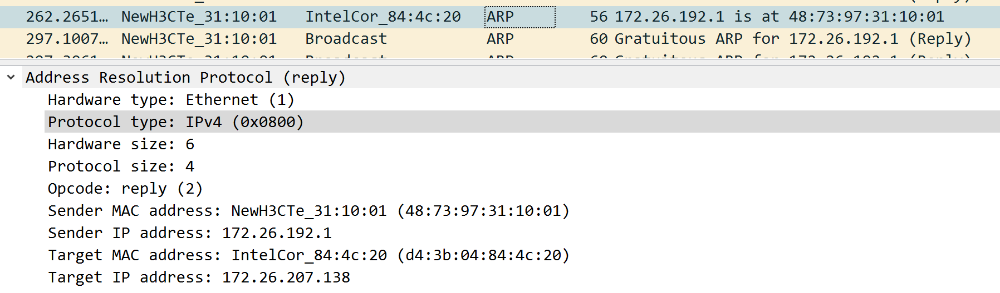 262.2651… NewH3CTe_31:10:01 IntelCor_84:4c:20 ARP 56 172.26.192.1 is at 48:73:97:31:10:01
297.1007… NewH3CTe_31:10:01 Broadcast ARP 60 Gratuitous ARP for 172.26.192.1 (Reply)
Address Resolution Protocol (reply)
Hardware type: Ethernet (1)
Protocol type: IPv4 (0x0800)
Hardware size: 6
Protocol size: 4
Opcode: reply (2)
Sender MAC address: NewH3CTe_31:10:01 (48:73:97:31:10:01)
Sender IP address: 172.26.192.1
Target MAC address: IntelCor_84:4c:20 (d4:3b:04:84:4c:20)
Target IP address: 172.26.207.138